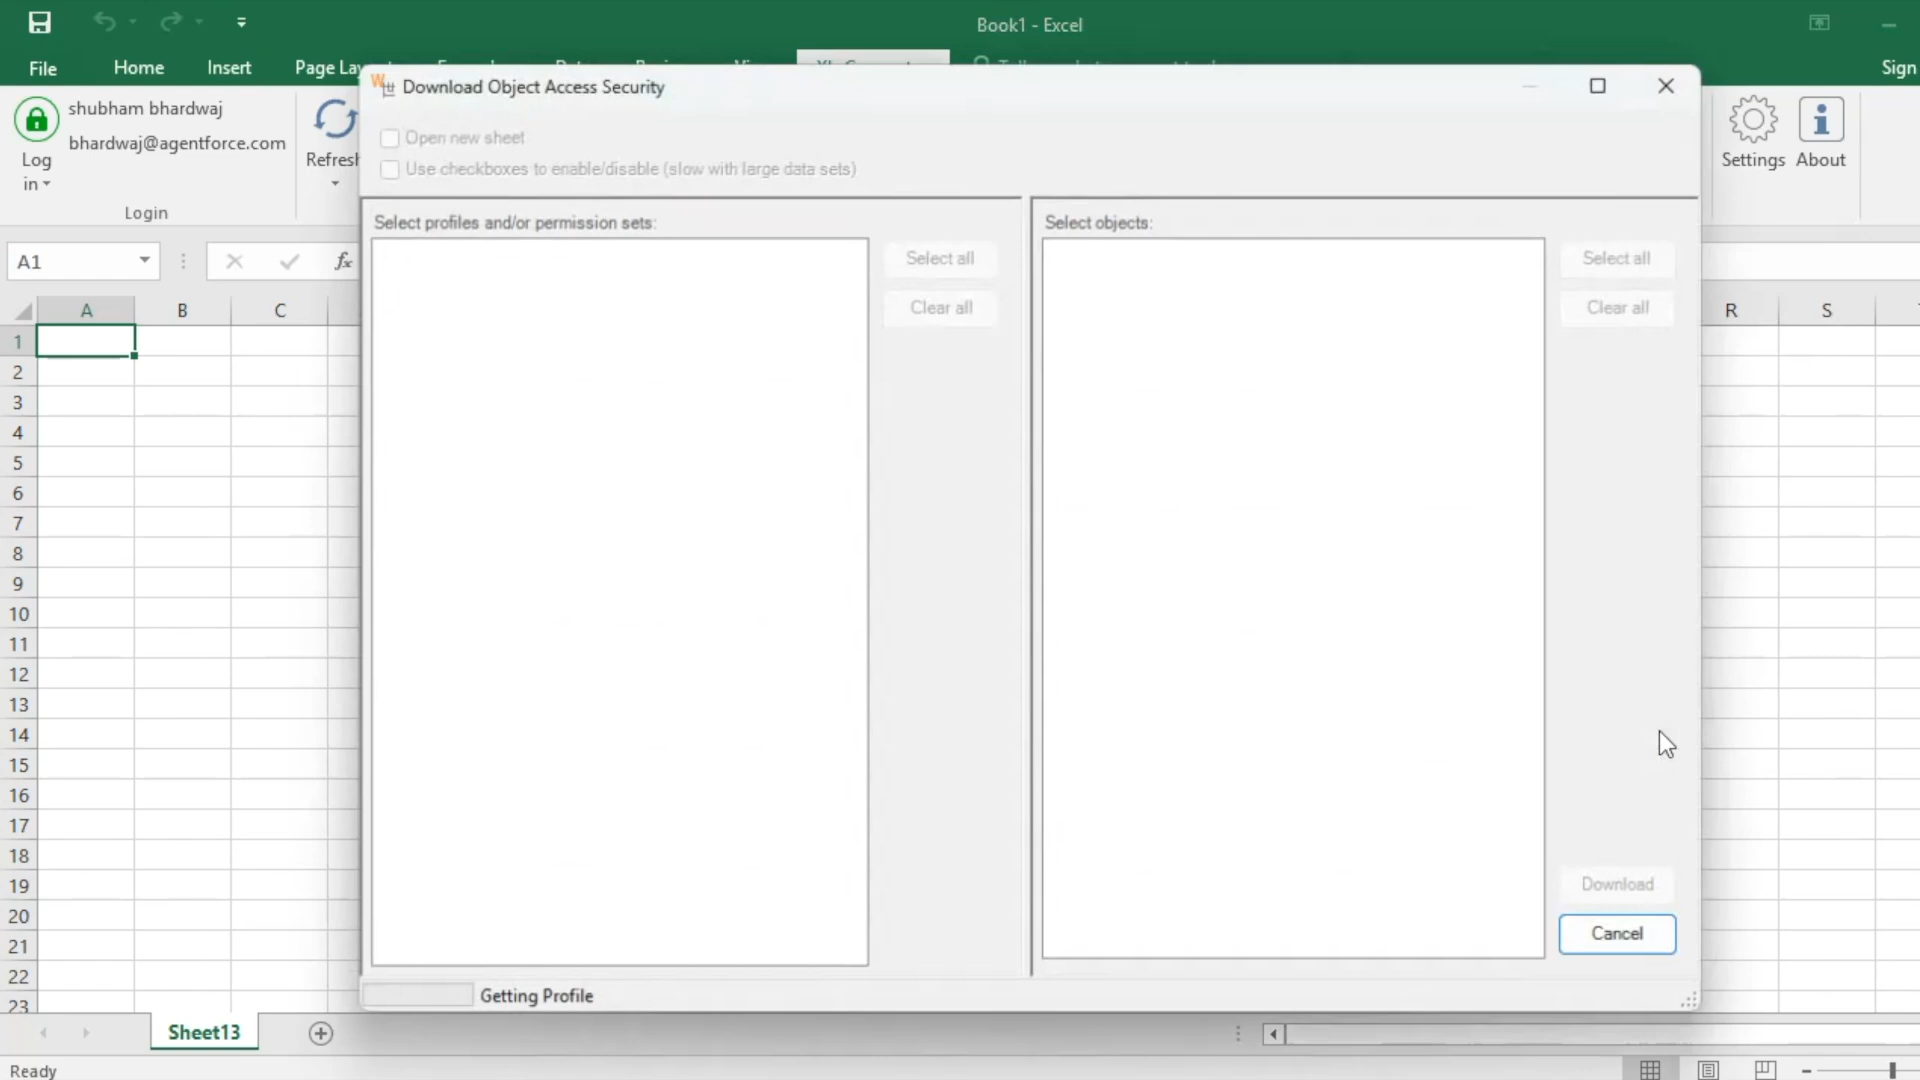 Book1 - Excel
File
Home
Insert
Page Lay
Sign
Download Object Access Security
shubham bhardwaj
bhardwaj@agentforce.com
Log
in
Login
Refresh
Settings
About
Open new sheet
Use checkboxes to enable/disable (slow with large data sets)
Select profiles and/or permission sets:
Select all
Clear all
Select objects:
Select all
Clear all
A1
fx
A
B
C
R
S
1
2
3
4
5
6
7
8
9
10
11
12
13
14
15
16
17
18
19
20
21
22
23
Download
Cancel
Getting Profile
Sheet13
Ready